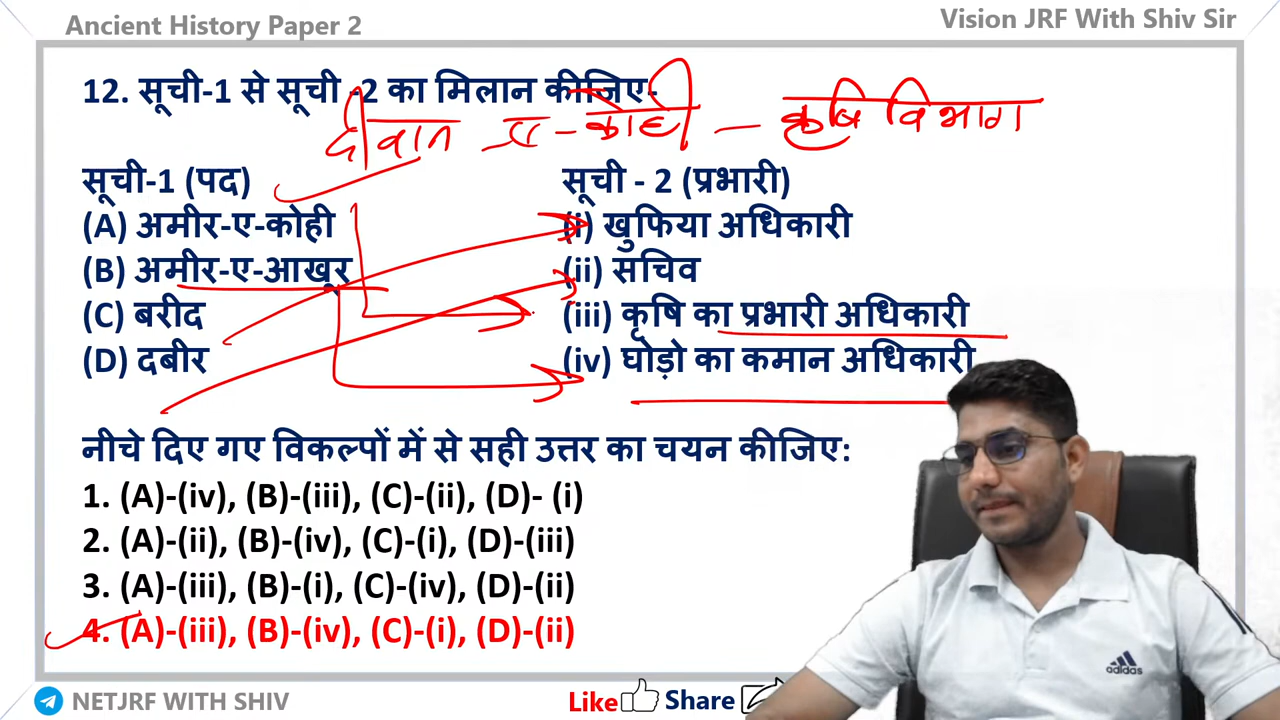 Ancient History Paper 2
Vision JRF With Shiv Sir
12. सूची-1 से सूची -2 का मिलान कीजिए-
दीवान ए-कोही - कृषि विभाग
सूची-1 (पद)
सूची - 2 (प्रभारी)
(A) अमीर-ए-कोही
(i) खुफिया अधिकारी
(B) अमीर-ए-आखूर
(ii) सचिव
(C) बरीद
(iii) कृषि का प्रभारी अधिकारी
(D) दबीर
(iv) घोड़ो का कमान अधिकारी
नीचे दिए गए विकल्पों में से सही उत्तर का चयन कीजिए:
1. (A)-(iv), (B)-(iii), (C)-(ii), (D)- (i)
2. (A)-(ii), (B)-(iv), (C)-(i), (D)-(iii)
3. (A)-(iii), (B)-(i), (C)-(iv), (D)-(ii)
4. (A)-(iii), (B)-(iv), (C)-(i), (D)-(ii)
adidas
NETJRF WITH SHIV
Like Share